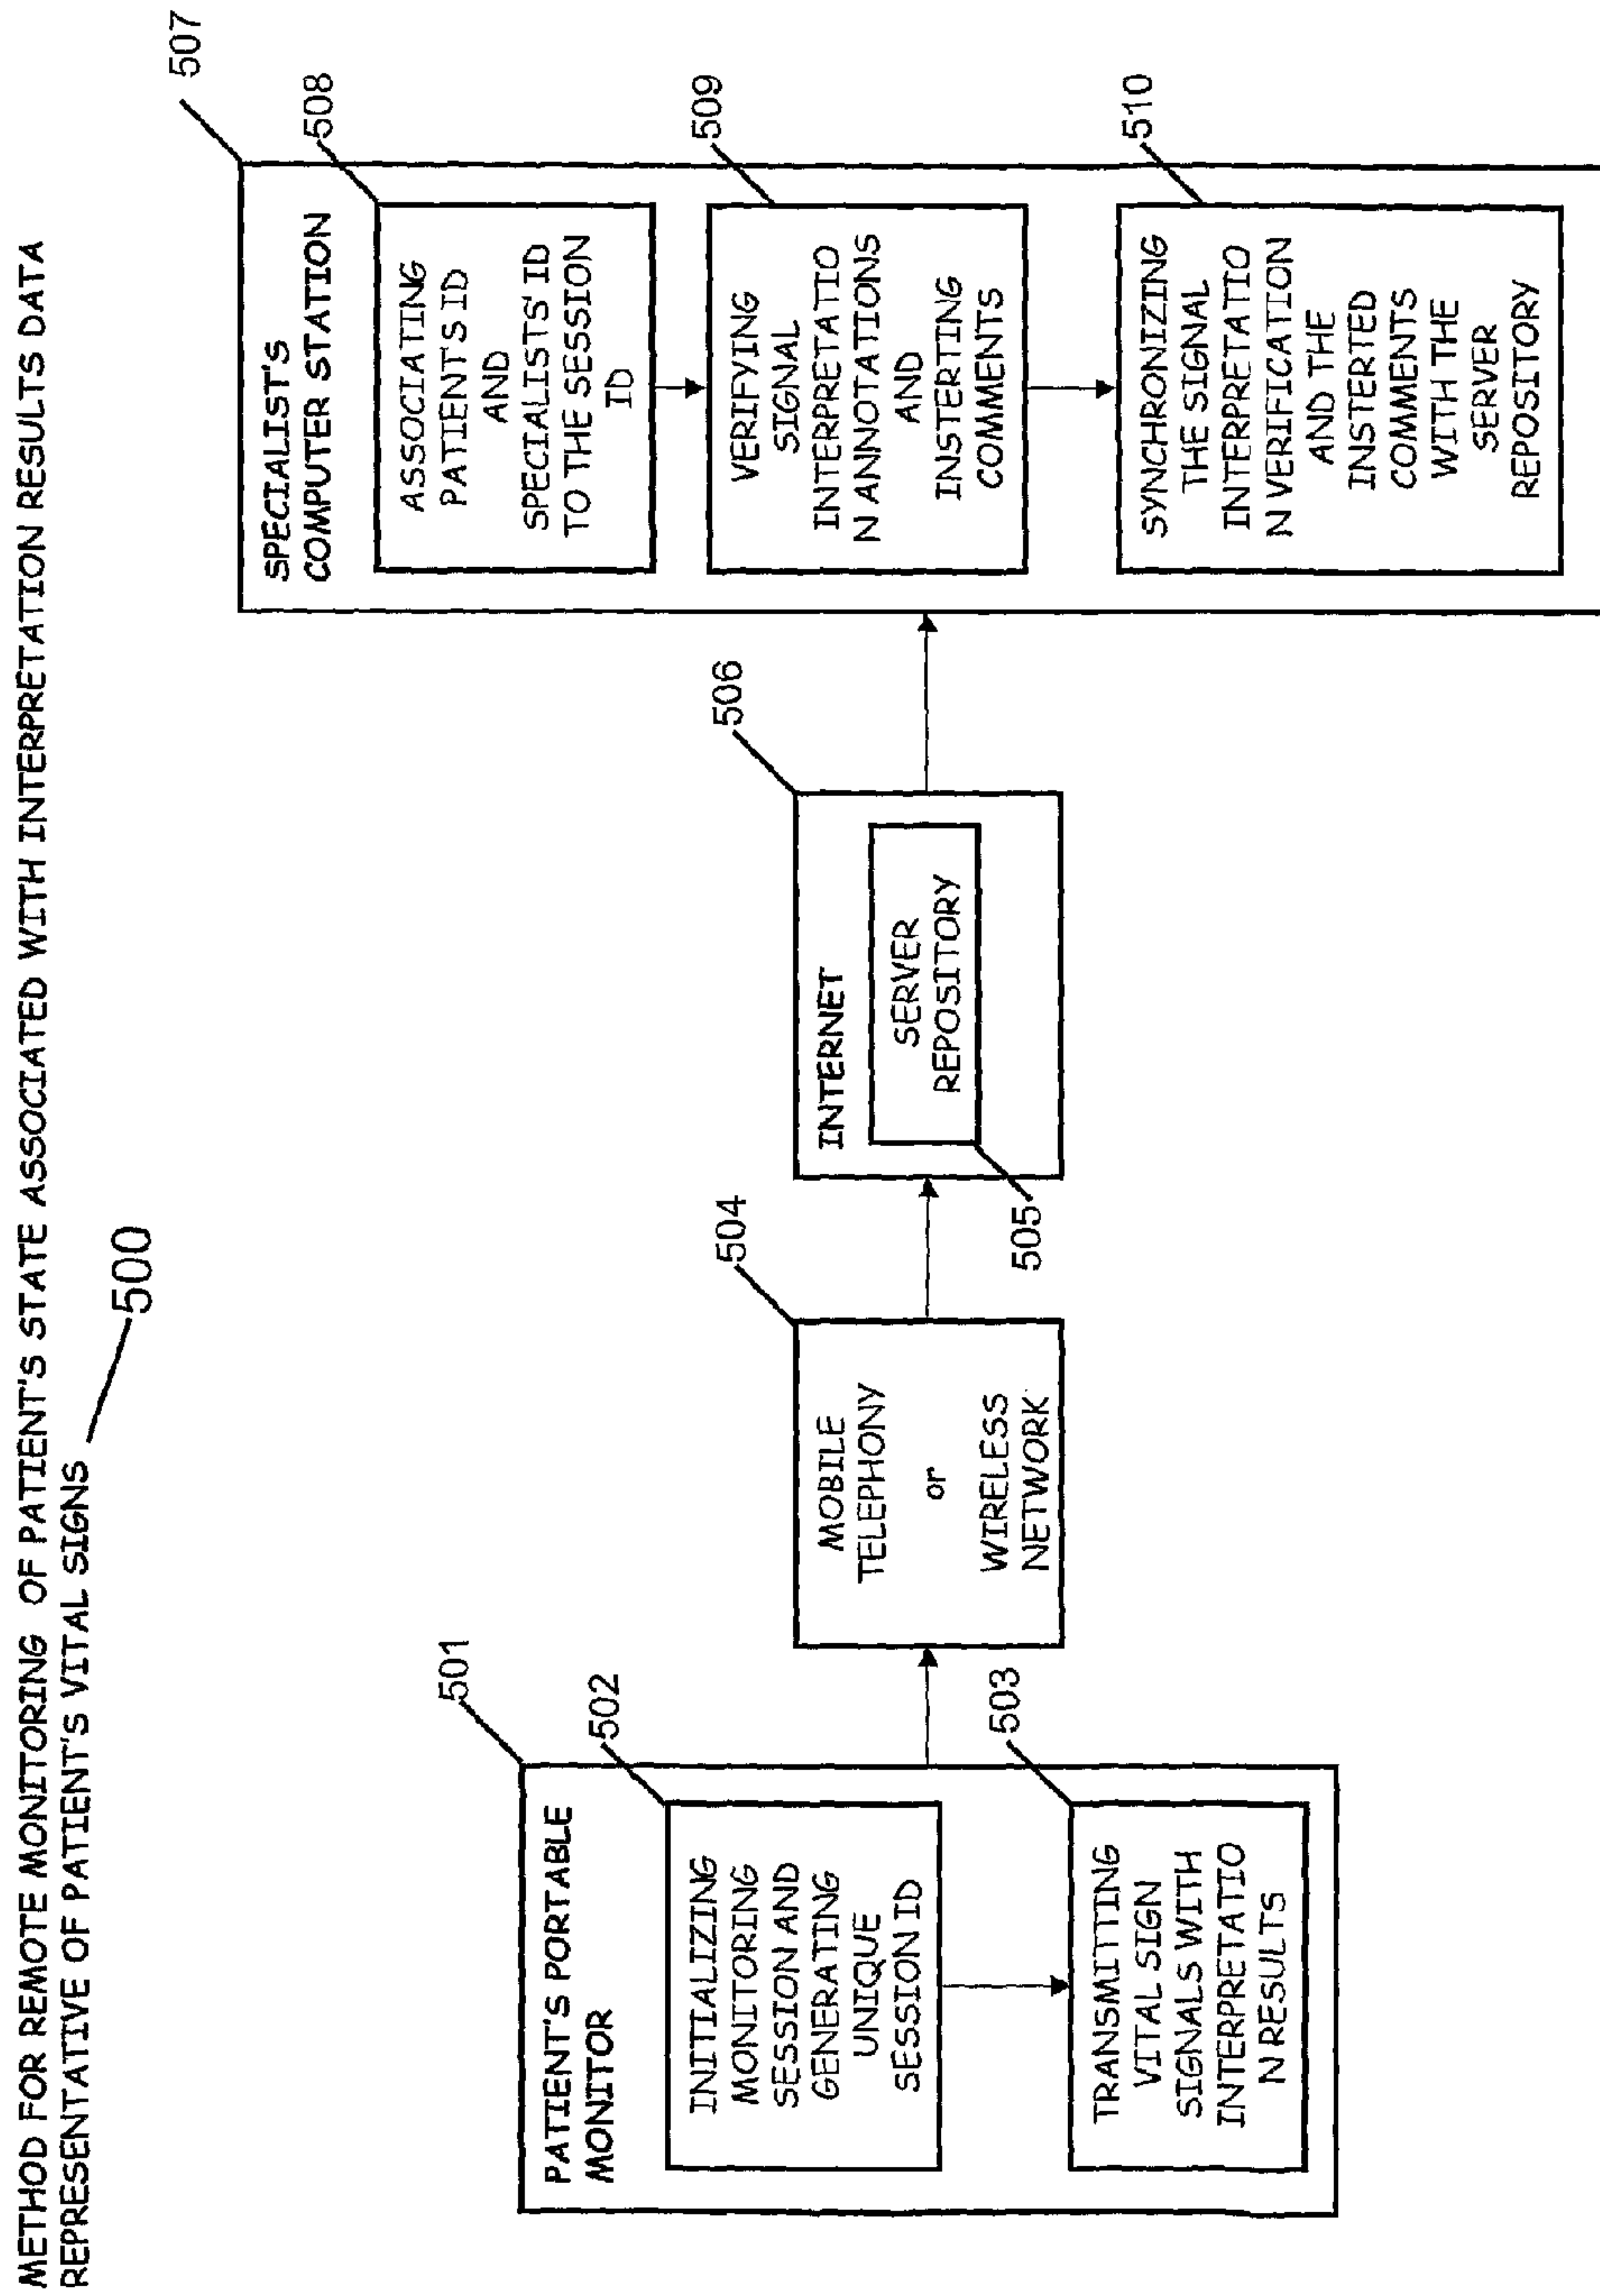 METHOD FOR REMOTE MONITORING OF PATIENT'S STATE ASSOCIATED WITH INTERPRETATION RESULTS DATA
REPRESENTATIVE OF PATIENT'S VITAL SIGNS
500
501
PATIENT'S PORTABLE
MONITOR
502
INITIALIZING
MONITORING
SESSION AND
GENERATING
UNIQUE
SESSION ID
503
TRANSMITTING
VITAL SIGN
SIGNALS WITH
INTERPRETATIO
N RESULTS
504
MOBILE
TELEPHONY
or
WIRELESS
NETWORK
506
INTERNET
SERVER
REPOSITORY
505
507
SPECIALIST'S
COMPUTER STATION
508
ASSOCIATING
PATIENT'S ID
AND
SPECIALISTS' ID
TO THE SESSION
ID
509
VERIFYING
SIGNAL
INTERPRETATIO
N ANNOTATIONS
AND
INSTERTING
COMMENTS
510
SYNCHRONIZING
THE SIGNAL
INTERPRETATIO
N VERIFICATION
AND THE
INSTERTED
COMMENTS
WITH THE
SERVER
REPOSITORY